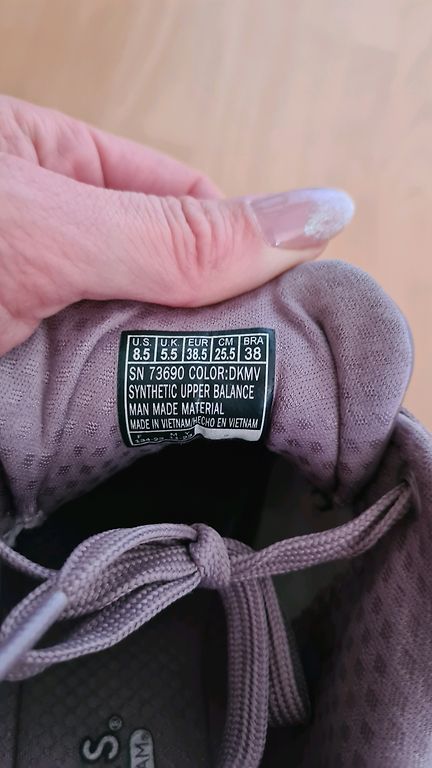 U.S. U.K. EUR CM BRA
8.5 5.5 38.5 25.5 38
SN 73690 COLOR:DKMV
SYNTHETIC UPPER BALANCE
MAN MADE MATERIAL
MADE IN VIETNAM/HECHO EN VIETNAM
S.®
AM®